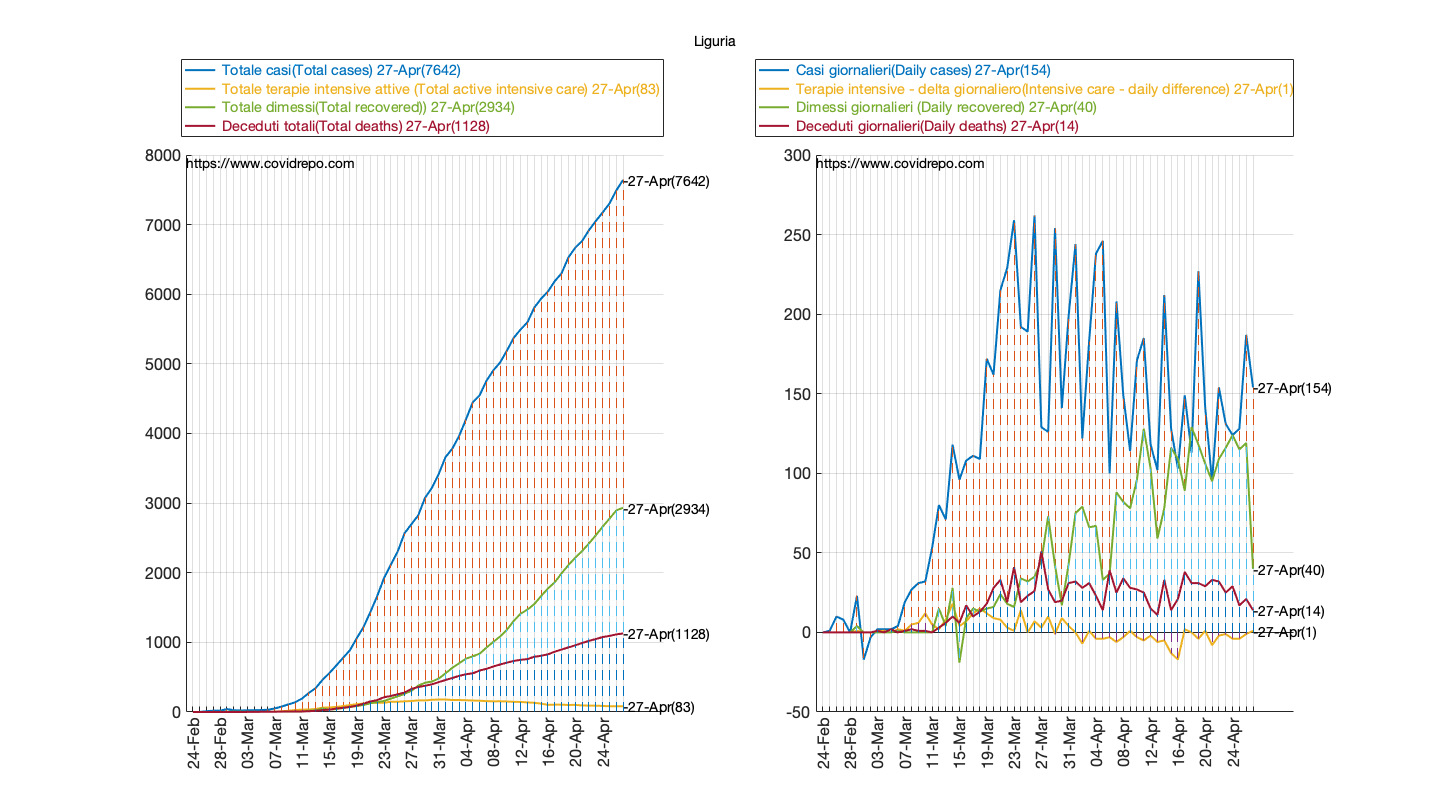 Liguria
Totale casi(Total cases) 27-Apr(7642)
Totale terapie intensive attive (Total active intensive care) 27-Apr(83)
Totale dimessi(Total recovered)) 27-Apr(2934)
Deceduti totali(Total deaths) 27-Apr(1128)
8000
https://www.covidrepo.com
27-Apr(7642)
7000
6000
5000
4000
3000
27-Apr(2934)
2000
1000
27-Apr(1128)
0
27-Apr(83)
24-Feb
28-Feb
03-Mar
07-Mar
11-Mar
15-Mar
19-Mar
23-Mar
27-Mar
31-Mar
04-Apr
08-Apr
12-Apr
16-Apr
20-Apr
24-Apr
Casi giornalieri(Daily cases) 27-Apr(154)
Terapie intensive - delta giornaliero(Intensive care - daily difference) 27-Apr(1)
Dimessi giornalieri (Daily recovered) 27-Apr(40)
Deceduti giornalieri(Daily deaths) 27-Apr(14)
300
https://www.covidrepo.com
250
200
150
27-Apr(154)
100
50
27-Apr(40)
27-Apr(14)
0
27-Apr(1)
-50
24-Feb
28-Feb
03-Mar
07-Mar
11-Mar
15-Mar
19-Mar
23-Mar
27-Mar
31-Mar
04-Apr
08-Apr
12-Apr
16-Apr
20-Apr
24-Apr